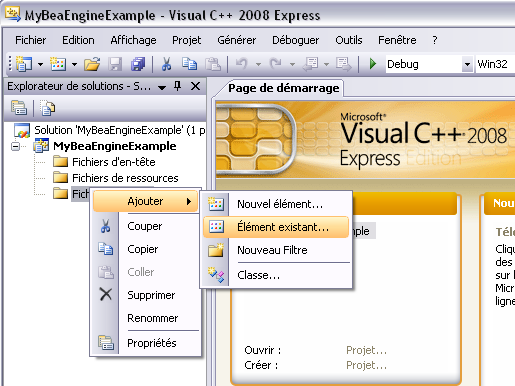 MyBeaEngineExample - Visual C++ 2008 Express
Fichier Edition Affichage Projet Générer Déboguer Outils Fenêtre ?
Debug Win32
Explorateur de solutions - S...
Page de démarrage
Solution 'MyBeaEngineExample' (1 p
MyBeaEngineExample
Fichiers d'en-tête
Fichiers de ressources
Fich
Ajouter
Couper
Copier
Coller
Supprimer
Renommer
Propriétés
Nouvel élément...
Élément existant...
Nouveau Filtre
Classe...
Microsoft®
Visual C++ 2008
Express Edition
mple
Ouvrir : Projet...
Créer : Projet...
Nou
Télé
Cliqu
des
sur l
Micr
ligne